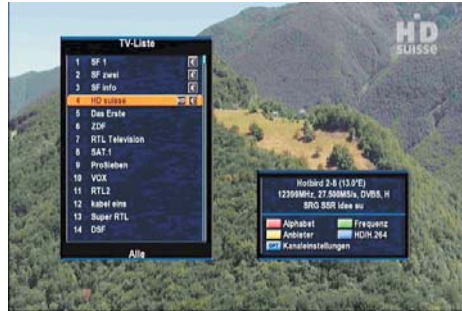 HD
suisse
TV-Liste
1 SF 1 €
2 SF zwei €
3 SF info €
4 HD suisse HD €
5 Das Erste
6 ZDF
7 RTL Television
8 SAT.1
9 ProSieben
10 VOX
11 RTL2
12 kabel eins
13 Super RTL
14 DSF
Alle
Hotbird 2-8 (13.0°E)
12399MHz, 27.500MS/s, DVBS, H
SRG SSR idee su
Alphabet Frequenz
Anbieter HD/H.264
Kanaleinstellungen